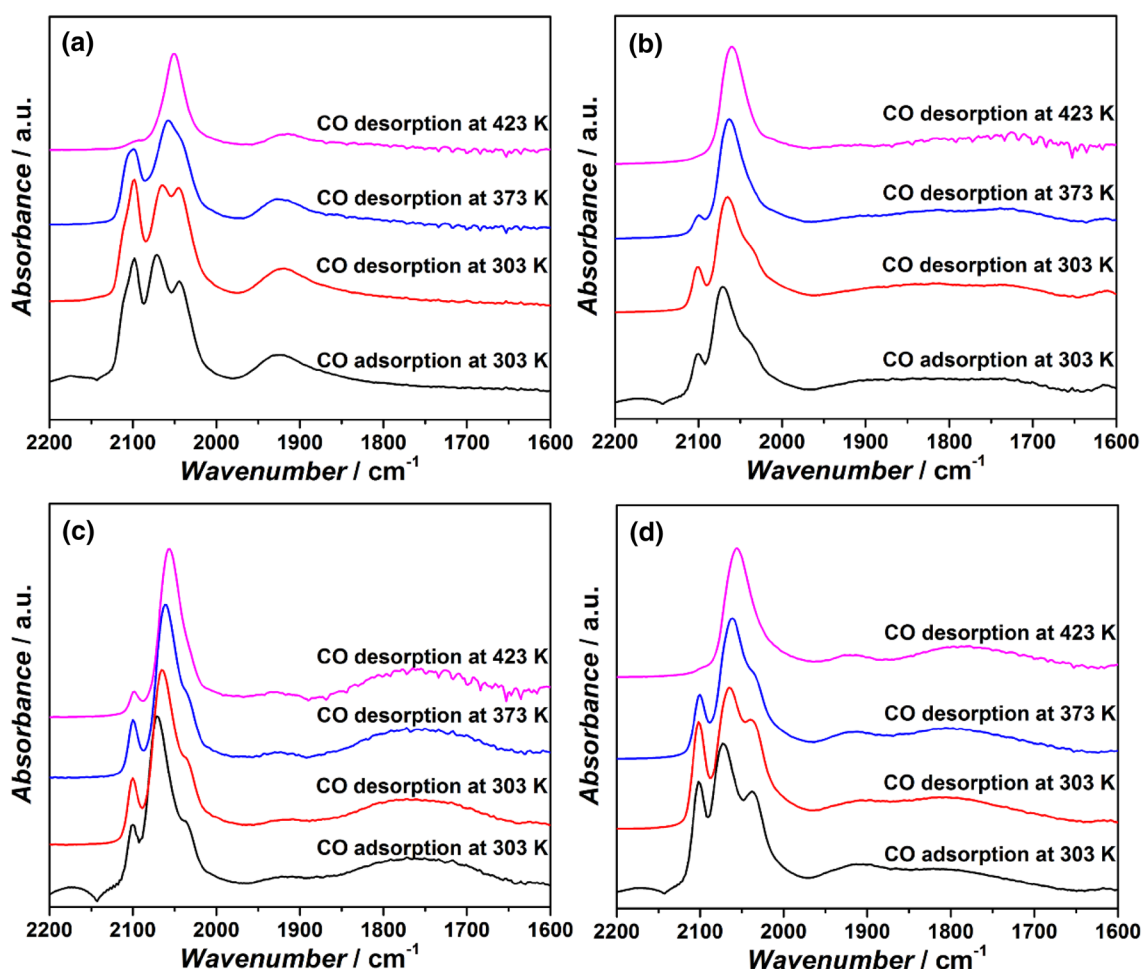 (a)
CO desorption at 423 K
CO desorption at 373 K
CO desorption at 303 K
CO adsorption at 303 K
Absorbance / a.u.
2200 2100 2000 1900 1800 1700 1600
Wavenumber / cm⁻¹
(b)
CO desorption at 423 K
CO desorption at 373 K
CO desorption at 303 K
CO adsorption at 303 K
Absorbance / a.u.
2200 2100 2000 1900 1800 1700 1600
Wavenumber / cm⁻¹
(c)
CO desorption at 423 K
CO desorption at 373 K
CO desorption at 303 K
CO adsorption at 303 K
Absorbance / a.u.
2200 2100 2000 1900 1800 1700 1600
Wavenumber / cm⁻¹
(d)
CO desorption at 423 K
CO desorption at 373 K
CO desorption at 303 K
CO adsorption at 303 K
Absorbance / a.u.
2200 2100 2000 1900 1800 1700 1600
Wavenumber / cm⁻¹